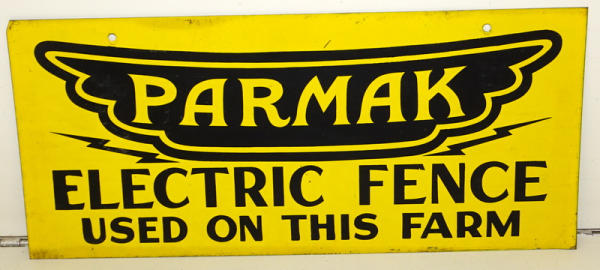 PARMAK
ELECTRIC FENCE
USED ON THIS FARM